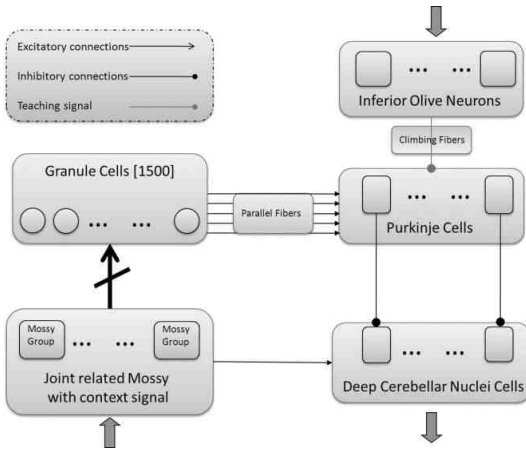 Excitatory connections
Inhibitory connections
Teaching signal
Inferior Olive Neurons
Climbing Fibers
Granule Cells [1500]
Parallel Fibers
Purkinje Cells
Mossy
Group
Mossy
Group
Joint related Mossy
with context signal
Deep Cerebellar Nuclei Cells